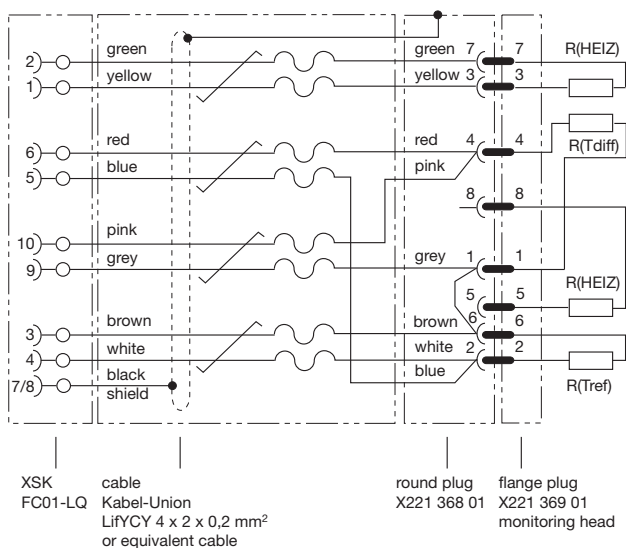 green 7 7 R(HEIZ)
2 green
yellow 3 3
1 yellow
6 red
red 4 4
R(Tdiff)
5 blue
pink
8 8
10 pink
9 grey
grey 1 1
R(HEIZ)
5 5
3 brown
brown 6 6
4 white
white 2 2
7/8 black
shield
blue
R(Tref)
XSK
FC01-LQ
cable
Kabel-Union
LifYCY 4 x 2 x 0,2 mm²
or equivalent cable
round plug
X221 368 01
flange plug
X221 369 01
monitoring head